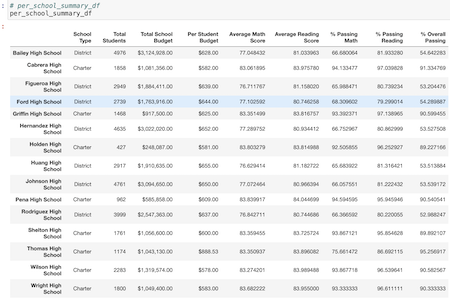 # per_school_summary_df
per_school_summary_df
School Type Total Students Total School Budget Per Student Budget Average Math Score Average Reading Score % Passing Math % Passing Reading % Overall Passing
Bailey High School District 4976 $3,124,928.00 $628.00 77.048432 81.033963 66.680064 81.933280 54.642283
Cabrera High School Charter 1858 $1,081,356.00 $582.00 83.061895 83.975780 94.133477 97.039828 91.334769
Figueroa High School District 2949 $1,884,411.00 $639.00 76.711767 81.158020 65.988471 80.739234 53.204476
Ford High School District 2739 $1,763,916.00 $644.00 77.102592 80.746258 68.309602 79.299014 54.289887
Griffin High School Charter 1468 $917,500.00 $625.00 83.351499 83.816757 93.392371 97.138965 90.599455
Hernandez High School District 4635 $3,022,020.00 $652.00 77.289752 80.934412 66.752967 80.862999 53.527508
Holden High School Charter 427 $248,087.00 $581.00 83.803279 83.814988 92.505855 96.252927 89.227166
Huang High School District 2917 $1,910,635.00 $655.00 76.629414 81.182722 65.683922 81.316421 53.513884
Johnson High School District 4761 $3,094,650.00 $650.00 77.072464 80.966394 66.057551 81.222432 53.539172
Pena High School Charter 962 $585,858.00 $609.00 83.839917 84.044699 94.594595 95.945946 90.540541
Rodriguez High School District 3999 $2,547,363.00 $637.00 76.842711 80.744686 66.366592 80.220055 52.988247
Shelton High School Charter 1761 $1,056,600.00 $600.00 83.359455 83.725724 93.867121 95.854628 89.892107
Thomas High School Charter 1174 $1,043,130.00 $888.53 83.350937 83.896082 75.661472 86.692115 95.256917
Wilson High School Charter 2283 $1,319,574.00 $578.00 83.274201 83.989488 93.867718 96.539641 90.582567
Wright High School Charter 1800 $1,049,400.00 $583.00 83.682222 83.955000 93.333333 96.611111 90.333333